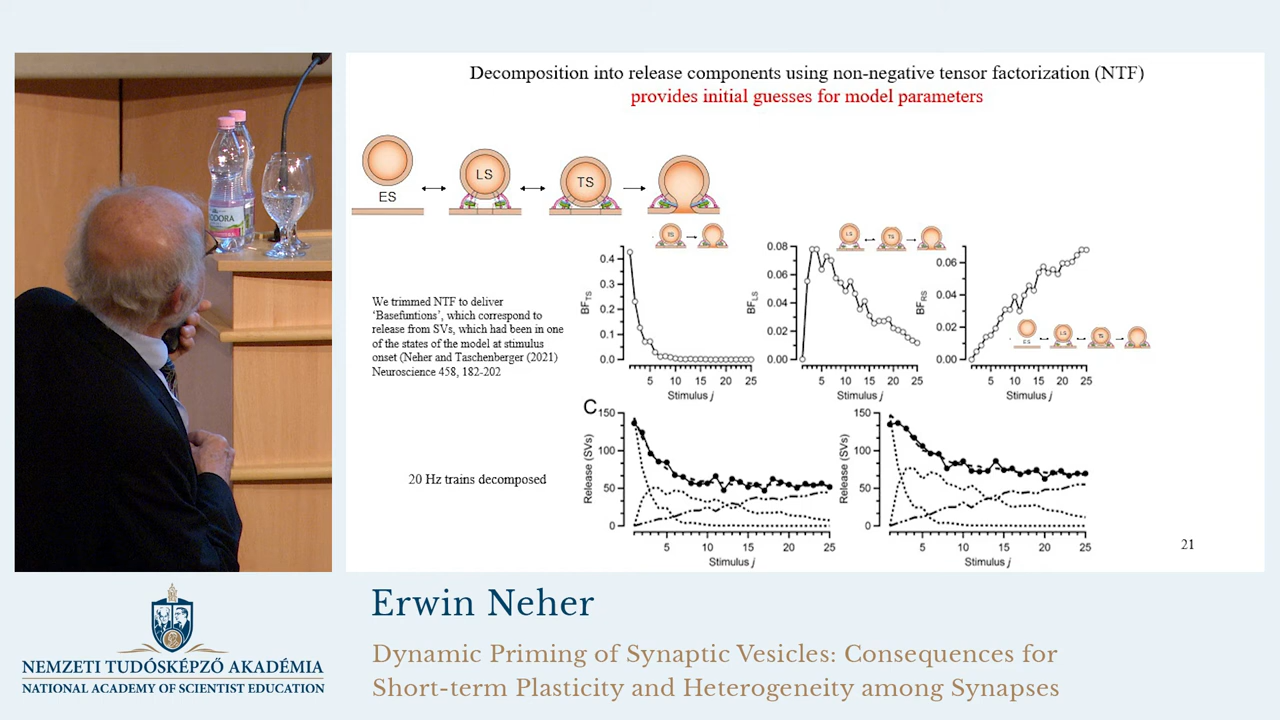 Decomposition into release components using non-negative tensor factorization (NTF)
provides initial guesses for model parameters
ES
LS
TS
We trimmed NTF to deliver
‘Basefuntions’, which correspond to
release from SVs, which had been in one
of the states of the model at stimulus
onset (Neher and Taschenberger (2021)
Neuroscience 458, 182-202
BFTS
0.4
0.3
0.2
0.1
0.0
5 10 15 20 25
Stimulus j
LS
TS
BFLS
0.08
0.06
0.04
0.02
0.00
5 10 15 20 25
Stimulus j
BFRS
0.06
0.04
0.02
0.00
ES
LS
TS
5 10 15 20 25
Stimulus j
20 Hz trains decomposed
C
Release (SVs)
150
100
50
0
5 10 15 20 25
Stimulus j
Release (SVs)
150
100
50
0
5 10 15 20 25
Stimulus j
21
Erwin Neher
Dynamic Priming of Synaptic Vesicles: Consequences for
Short-term Plasticity and Heterogeneity among Synapses
NEMZETI TUDÓSKÉPZŐ AKADÉMIA
NATIONAL ACADEMY OF SCIENTIST EDUCATION